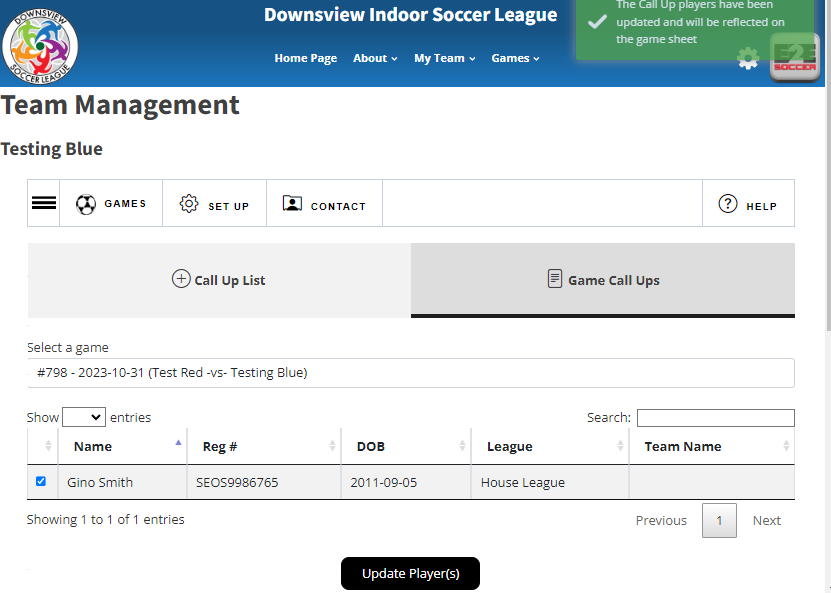 DOWNSVIEW
SOCCER LEAGUE
Downsview Indoor Soccer League
The Call Up players have been
updated and will be reflected on
the game sheet
Home Page About My Team Games
E2E
SOCCER
Team Management
Testing Blue
GAMES SET UP CONTACT HELP
Call Up List Game Call Ups
Select a game
#798 - 2023-10-31 (Test Red -vs- Testing Blue)
Show entries Search:
Name Reg # DOB League Team Name
Gino Smith SEOS9986765 2011-09-05 House League
Showing 1 to 1 of 1 entries Previous 1 Next
Update Player(s)